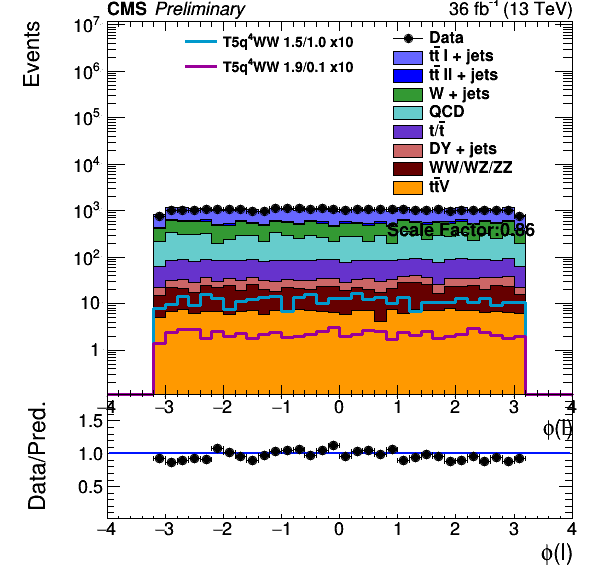 CMS Preliminary 36 fb⁻¹ (13 TeV)
Events
10⁷
10⁶
10⁵
10⁴
10³
10²
10
1
T5q⁴WW 1.5/1.0 x10
T5q⁴WW 1.9/0.1 x10
Data
tt̄ l + jets
tt̄ ll + jets
W + jets
QCD
t/t̄
DY + jets
WW/WZ/ZZ
tt̄V
Scale Factor:0.86
−4 −3 −2 −1 0 1 2 3 4
ϕ(l)
Data/Pred.
1.5
1.0
0.5
−4 −3 −2 −1 0 1 2 3 4
ϕ(l)